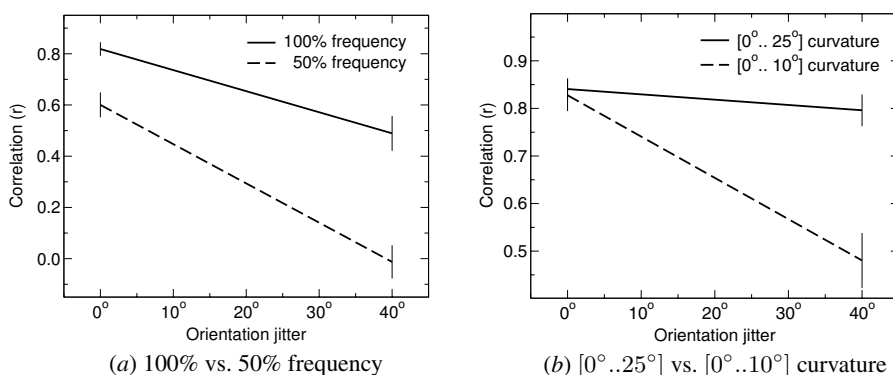 100% frequency
50% frequency
0.8
0.6
0.4
0.2
0.0
Correlation (r)
0° 10° 20° 30° 40°
Orientation jitter
(a) 100% vs. 50% frequency
[0°.. 25°] curvature
[0°.. 10°] curvature
0.9
0.8
0.7
0.6
0.5
Correlation (r)
0° 10° 20° 30° 40°
Orientation jitter
(b) [0°..25°] vs. [0°..10°] curvature